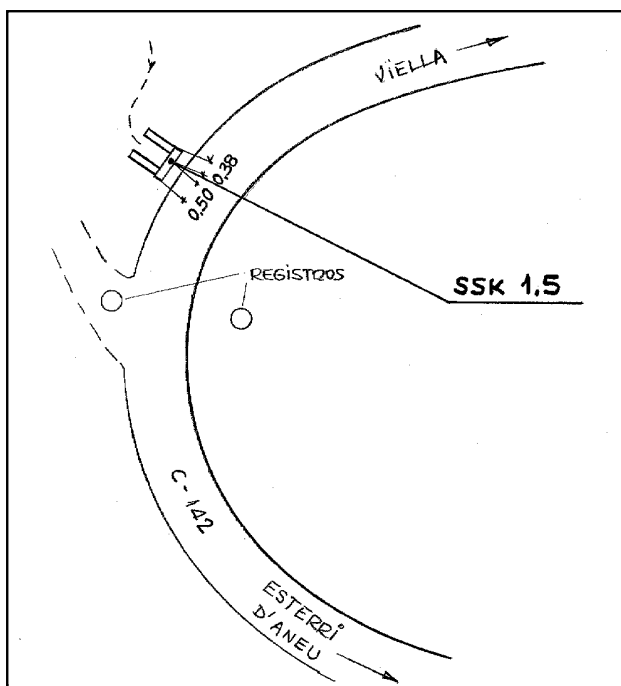 VIELLA
0.38
0.50
REGISTROS
SSK 1.5
C-142
ESTERRI
D'ANEU